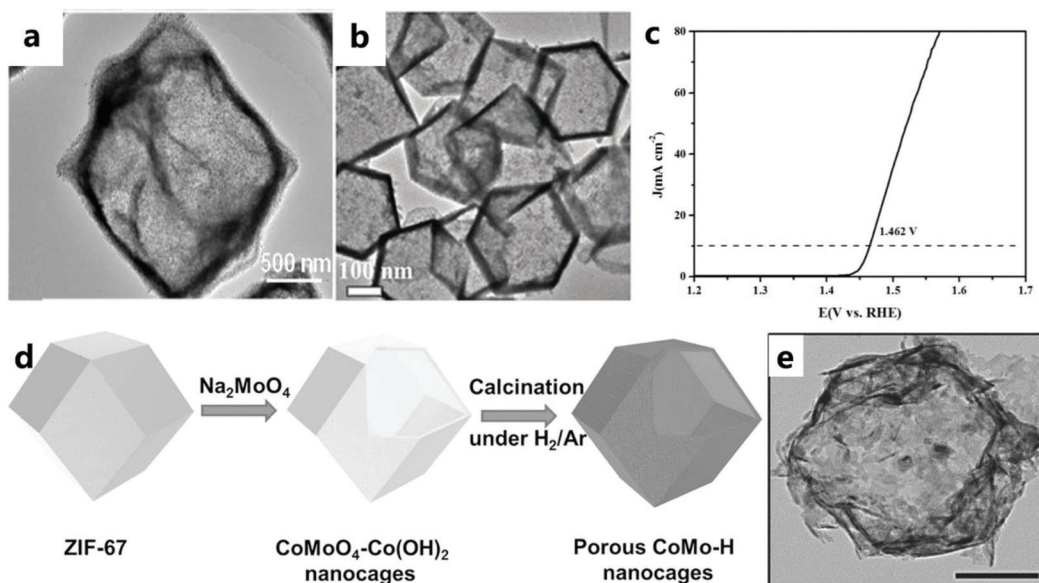 a
500 nm
b
100 nm
c
80
60
40
20
0
J(mA cm⁻²)
1.462 V
1.2 1.3 1.4 1.5 1.6 1.7
E(V vs. RHE)
d
Na₂MoO₄
Calcination
under H₂/Ar
ZIF-67
CoMoO₄-Co(OH)₂
nanocages
Porous CoMo-H
nanocages
e